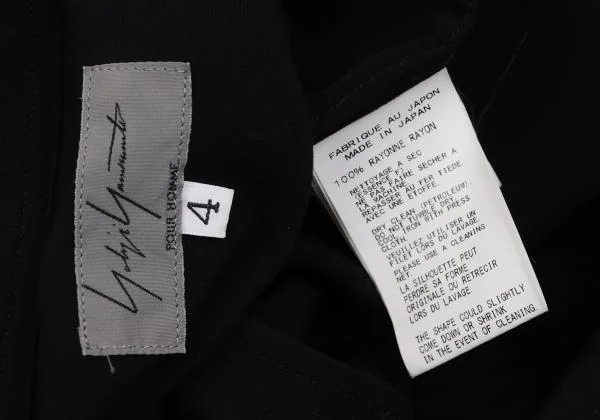 Yohji Yamamoto
POUR HOMME
4
FABRIQUE AU JAPON
MADE IN JAPAN
100% RAYONNE RAYON
NETTOYAGE A SEC
(ESSENCE F)
NE PAS FAIRE SECHER A
LA MACHINE.
REPASSER AU FER TIEDE
AVEC UNE ETOFFE.
DRY CLEAN (PETROLEUM).
DO NOT TUMBLE DRY.
COOL IRON WITH PRESS
CLOTH.
VEUILLEZ UTILISER UN
FILET LORS DU LAVAGE.
PLEASE USE A CLEANING
NET.
LA SILHOUETTE PEUT
PERDRE SA FORME
ORIGINALE OU RETRECIR
LORS DU LAVAGE.
THE SHAPE COULD SLIGHTLY
COME DOWN OR SHRINK
IN THE EVENT OF CLEANING.